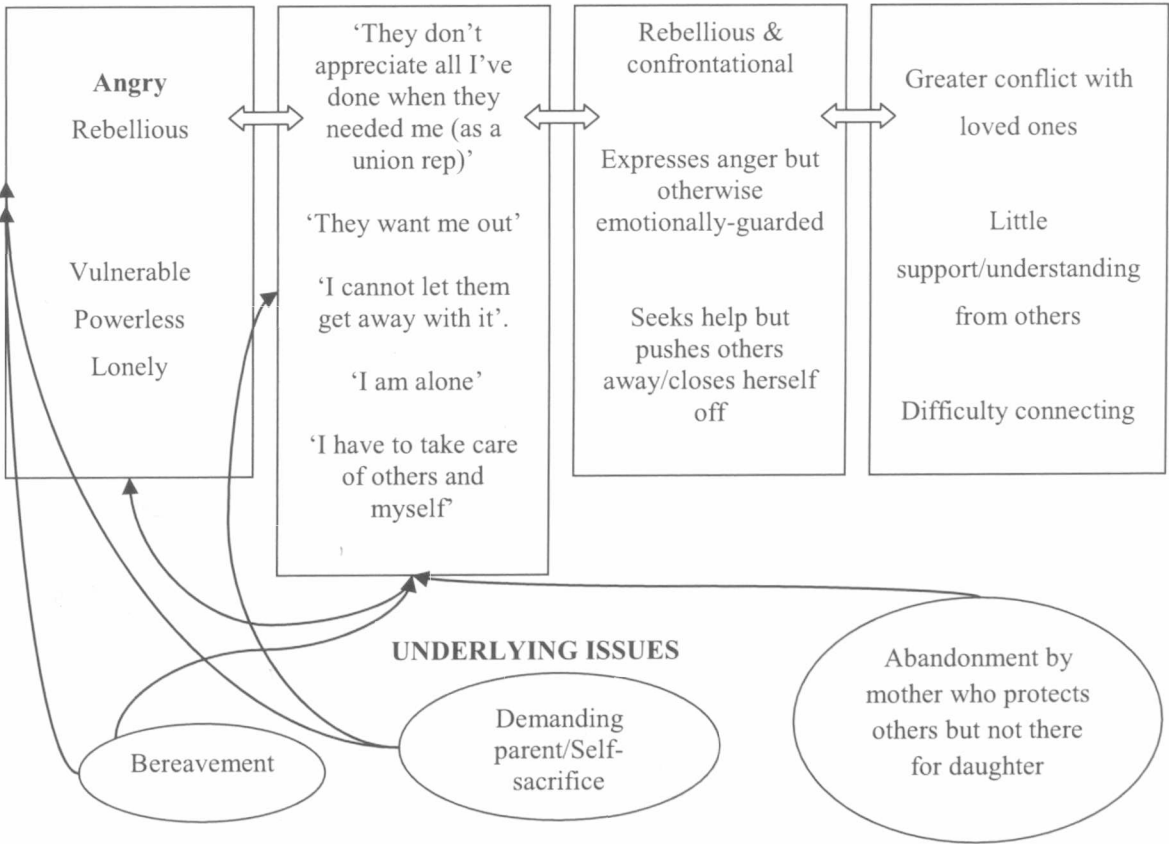 Angry
Rebellious
Vulnerable
Powerless
Lonely
‘They don’t
appreciate all I’ve
done when they
needed me (as a
union rep)’
‘They want me out’
‘I cannot let them
get away with it’.
‘I am alone’
‘I have to take care
of others and
myself’
Rebellious &
confrontational
Expresses anger but
otherwise
emotionally-guarded
Seeks help but
pushes others
away/closes herself
off
Greater conflict with
loved ones
Little
support/understanding
from others
Difficulty connecting
UNDERLYING ISSUES
Bereavement
Demanding
parent/Self-
sacrifice
Abandonment by
mother who protects
others but not there
for daughter